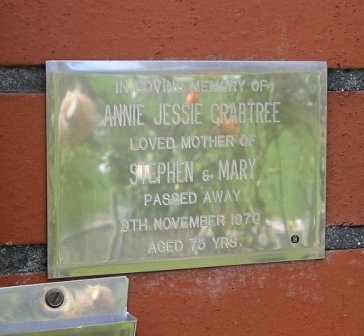 IN LOVING MEMORY OF
ANNIE JESSIE CRABTREE
LOVED MOTHER OF
STEPHEN & MARY
PASSED AWAY
9TH. NOVEMBER 1970
AGED 75 YRS.